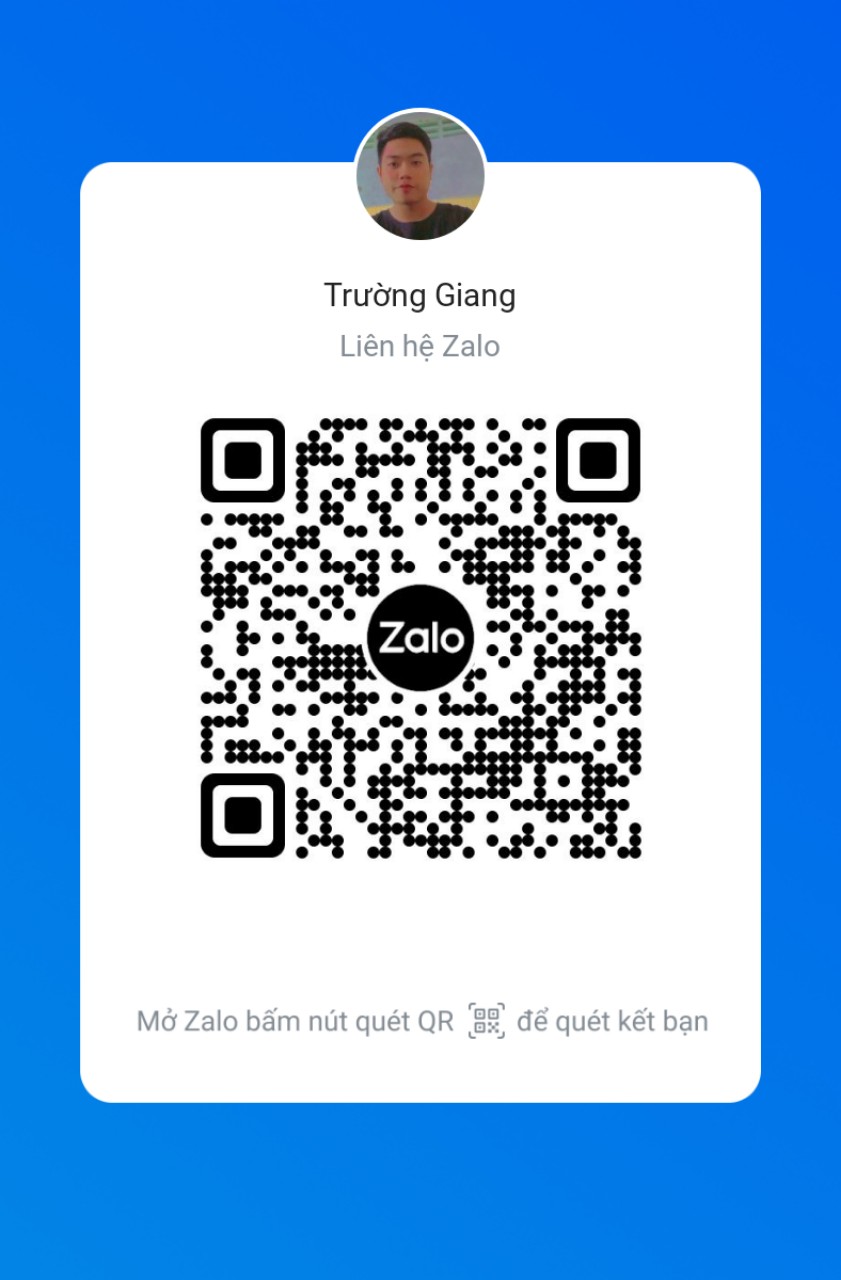 Trường Giang
Liên hệ Zalo
Zalo
Mở Zalo bấm nút quét QR để quét kết bạn